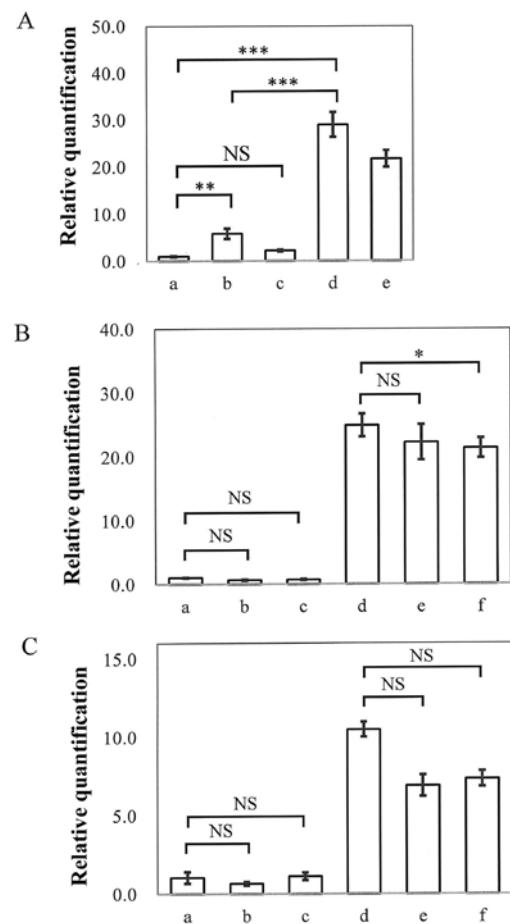 A
Relative quantification
50.0
40.0
30.0
20.0
10.0
0.0
***
***
NS
**
a b c d e
B
Relative quantification
40.0
30.0
20.0
10.0
0.0
*
NS
NS
NS
a b c d e f
C
Relative quantification
15.0
10.0
5.0
0.0
NS
NS
NS
NS
a b c d e f